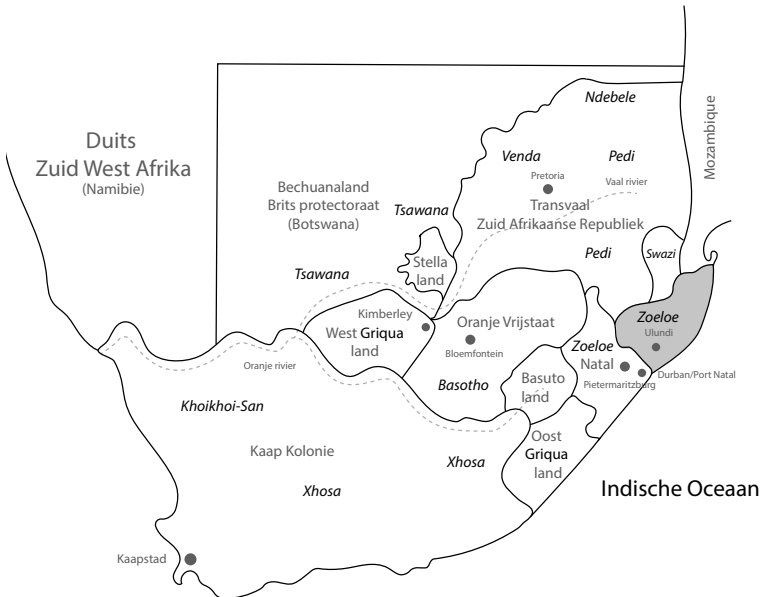 Ndebele
Mozambique
Duits
Zuid West Afrika
(Namibie)
Venda
Pedi
Pretoria
Vaal rivier
Bechuanaland
Brits protectoraat
(Botswana)
Tsawana
Transvaal
Zuid Afrikaanse Republiek
Pedi
Swazi
Stella
land
Tsawana
Kimberley
West Griqua
land
Oranje Vrijstaat
Bloemfontein
Zoeloe
Ulundi
Zoeloe
Natal
Pietermaritzburg
Durban/Port Natal
Oranje rivier
Basotho
Basuto
land
Khoikhoi-San
Kaap Kolonie
Xhosa
Xhosa
Oost
Griqua
land
Indische Oceaan
Kaapstad